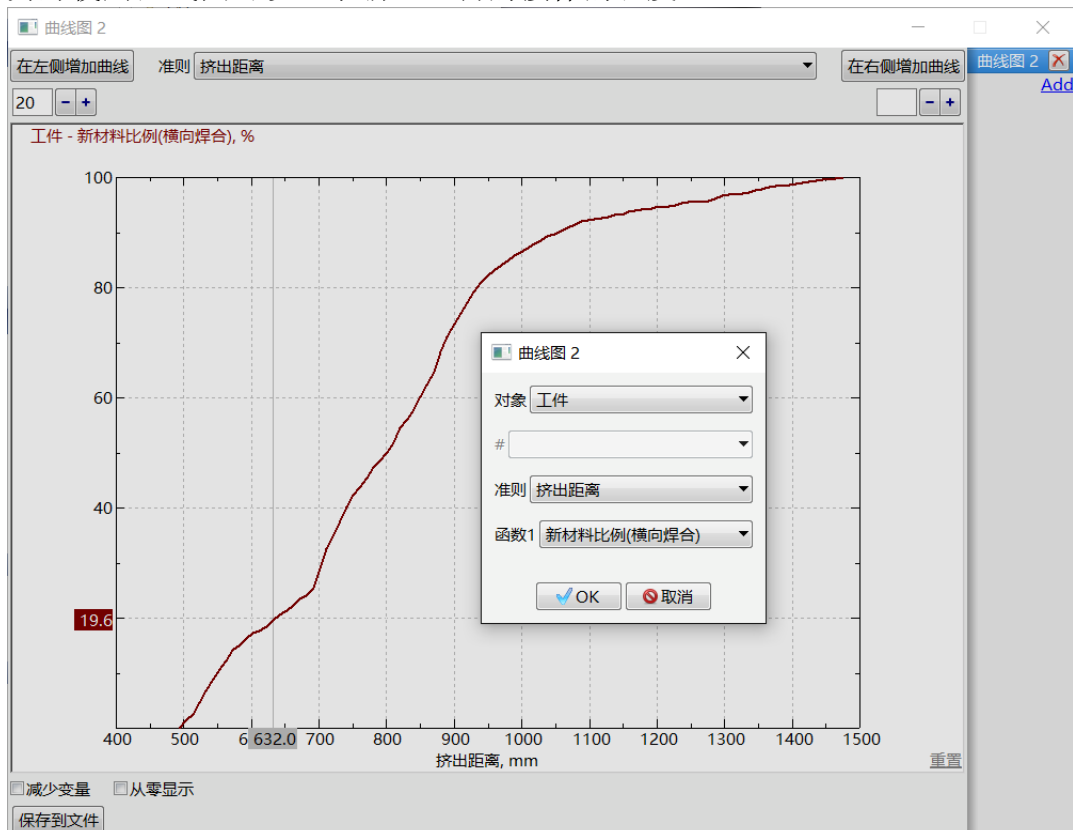 曲线图 2
在左侧增加曲线 准则 挤出距离 在右侧增加曲线
曲线图 2
Add
20 - + - +
工件 - 新材料比例(横向焊合), %
100
80
60
40
19.6
曲线图 2
对象 工件
#
准则 挤出距离
函数1 新材料比例(横向焊合)
OK 取消
400 500 6 632.0 700 800 900 1000 1100 1200 1300 1400 1500
挤出距离, mm
重置
减少变量 从零显示
保存到文件